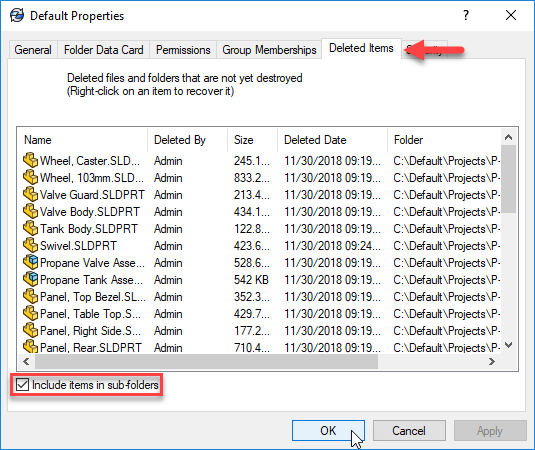 Default Properties
General Folder Data Card Permissions Group Memberships Deleted Items
Deleted files and folders that are not yet destroyed
(Right-click on an item to recover it)
Name Deleted By Size Deleted Date Folder
Wheel, Caster.SLD... Admin 245.1... 11/30/2018 09:19... C:\Default\Projects\P-
Wheel, 103mm.SLD... Admin 833.2... 11/30/2018 09:19... C:\Default\Projects\P-
Valve Guard.SLDPRT Admin 213.4... 11/30/2018 09:19... C:\Default\Projects\P-
Valve Body.SLDPRT Admin 434.1... 11/30/2018 09:19... C:\Default\Projects\P-
Tank Body.SLDPRT Admin 122.8... 11/30/2018 09:19... C:\Default\Projects\P-
Swivel.SLDPRT Admin 423.6... 11/30/2018 09:24... C:\Default\Projects\P-
Propane Valve Asse... Admin 528.6... 11/30/2018 09:19... C:\Default\Projects\P-
Propane Tank Asse... Admin 542 KB 11/30/2018 09:19... C:\Default\Projects\P-
Panel, Top Bezel.SLD... Admin 352.3... 11/30/2018 09:19... C:\Default\Projects\P-
Panel, Table Top.SLD... Admin 429.7... 11/30/2018 09:19... C:\Default\Projects\P-
Panel, Right Side.SL... Admin 177.2... 11/30/2018 09:19... C:\Default\Projects\P-
Panel, Rear.SLDPRT Admin 710.4... 11/30/2018 09:19... C:\Default\Projects\P-
Include items in sub-folders
OK Cancel Apply